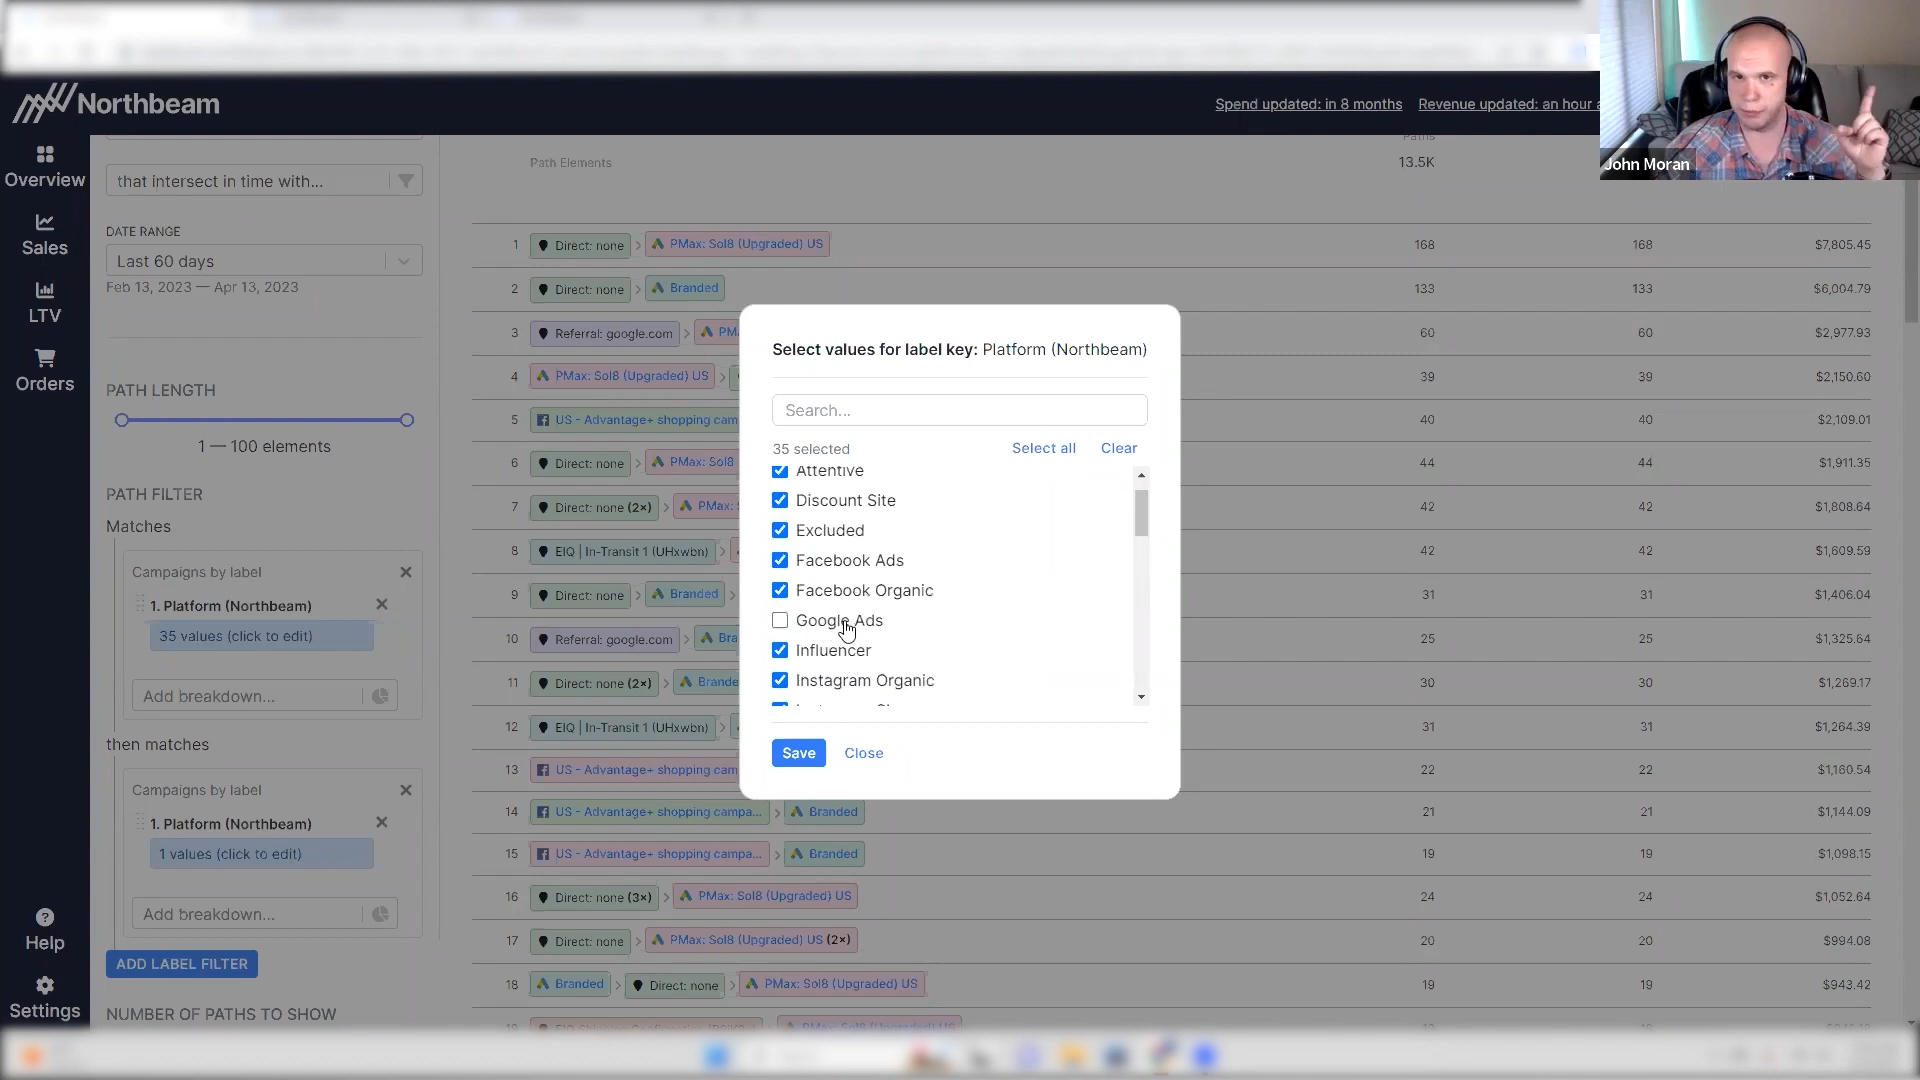 Northbeam
Spend updated: in 8 months
Revenue updated: an hour a
John Moran
Overview
Sales
LTV
Orders
Help
Settings
that intersect in time with...
DATE RANGE
Last 60 days
Feb 13, 2023 — Apr 13, 2023
PATH LENGTH
1 — 100 elements
PATH FILTER
Matches
Campaigns by label
1. Platform (Northbeam)
35 values (click to edit)
Add breakdown...
then matches
Campaigns by label
1. Platform (Northbeam)
1 values (click to edit)
Add breakdown...
ADD LABEL FILTER
NUMBER OF PATHS TO SHOW
Paths
Path Elements 13.5K
1 Direct: none > PMax: Sol8 (Upgraded) US 168 168 $7,805.45
2 Direct: none > Branded 133 133 $6,004.79
3 Referral: google.com > PM 60 60 $2,977.93
4 PMax: Sol8 (Upgraded) US > 39 39 $2,150.60
5 US - Advantage+ shopping cam 40 40 $2,109.01
6 Direct: none > PMax: Sol8 44 44 $1,911.35
7 Direct: none (2×) > PMax: 42 42 $1,808.64
8 EIQ | In-Transit 1 (UHxwbn) > 42 42 $1,609.59
9 Direct: none > Branded > 31 31 $1,406.04
10 Referral: google.com > Bra 25 25 $1,325.64
11 Direct: none (2×) > Brande 30 30 $1,269.17
12 EIQ | In-Transit 1 (UHxwbn) > 31 31 $1,264.39
13 US - Advantage+ shopping cam 22 22 $1,160.54
14 US - Advantage+ shopping campa... > Branded 21 21 $1,144.09
15 US - Advantage+ shopping campa... > Branded 19 19 $1,098.15
16 Direct: none (3×) > PMax: Sol8 (Upgraded) US 24 24 $1,052.64
17 Direct: none > PMax: Sol8 (Upgraded) US (2×) 20 20 $994.08
18 Branded > Direct: none > PMax: Sol8 (Upgraded) US 19 19 $943.42
Select values for label key: Platform (Northbeam)
Search...
35 selected
Select all
Clear
Attentive
Discount Site
Excluded
Facebook Ads
Facebook Organic
Google Ads
Influencer
Instagram Organic
Save
Close